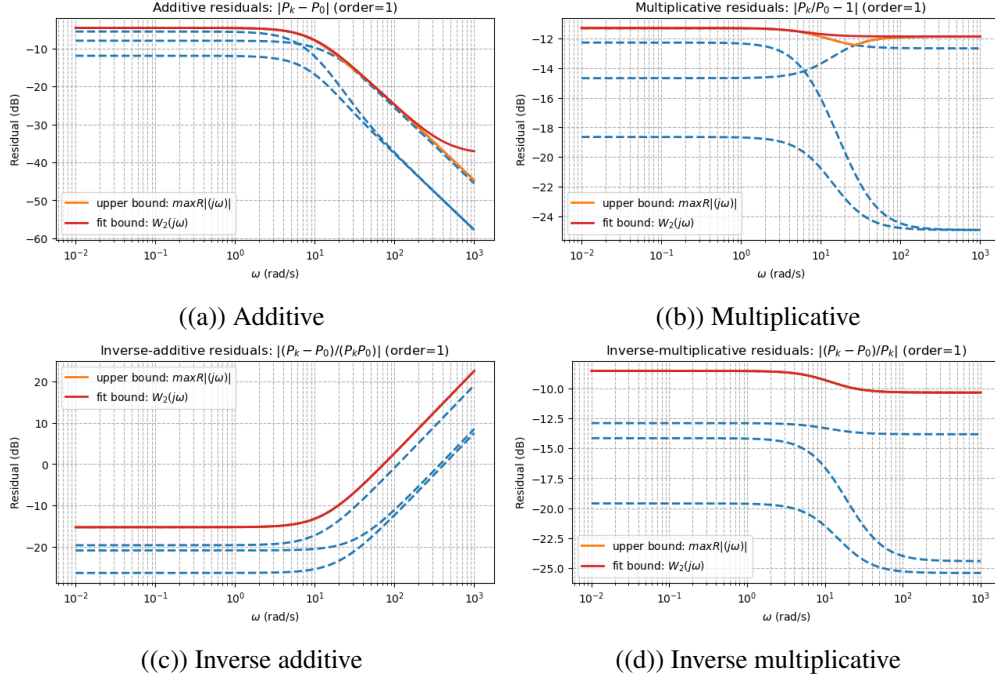 Additive residuals: |P_k − P_0| (order=1)
Residual (dB)
−10
−20
−30
−40
−50
−60
upper bound: maxR|(jω)|
fit bound: W_2(jω)
10^−2 10^−1 10^0 10^1 10^2 10^3
ω (rad/s)
((a)) Additive
Multiplicative residuals: |P_k/P_0 − 1| (order=1)
Residual (dB)
−12
−14
−16
−18
−20
−22
−24
upper bound: maxR|(jω)|
fit bound: W_2(jω)
10^−2 10^−1 10^0 10^1 10^2 10^3
ω (rad/s)
((b)) Multiplicative
Inverse-additive residuals: |(P_k − P_0)/(P_kP_0)| (order=1)
Residual (dB)
20
10
0
−10
−20
upper bound: maxR|(jω)|
fit bound: W_2(jω)
10^−2 10^−1 10^0 10^1 10^2 10^3
ω (rad/s)
((c)) Inverse additive
Inverse-multiplicative residuals: |(P_k − P_0)/P_k| (order=1)
Residual (dB)
−10.0
−12.5
−15.0
−17.5
−20.0
−22.5
−25.0
upper bound: maxR|(jω)|
fit bound: W_2(jω)
10^−2 10^−1 10^0 10^1 10^2 10^3
ω (rad/s)
((d)) Inverse multiplicative